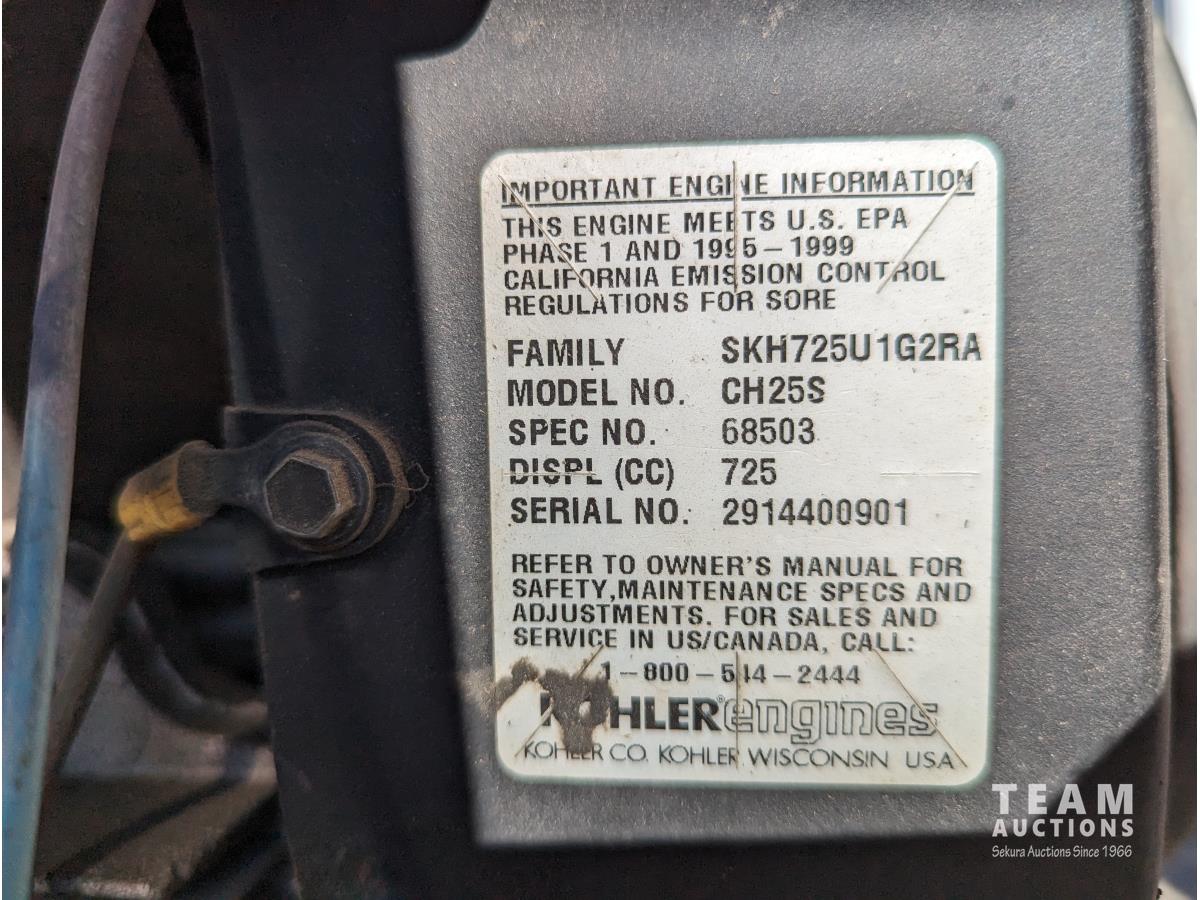 IMPORTANT ENGINE INFORMATION
THIS ENGINE MEETS U.S. EPA
PHASE 1 AND 1995-1999
CALIFORNIA EMISSION CONTROL
REGULATIONS FOR SORE
FAMILY SKH725U1G2RA
MODEL NO. CH25S
SPEC NO. 68503
DISPL (CC) 725
SERIAL NO. 2914400901
REFER TO OWNER'S MANUAL FOR
SAFETY,MAINTENANCE SPECS AND
ADJUSTMENTS. FOR SALES AND
SERVICE IN US/CANADA, CALL:
1-800-544-2444
KOHLER® engines
KOHLER CO. KOHLER WISCONSIN USA
TEAM
AUCTIONS
Sekura Auctions Since 1966